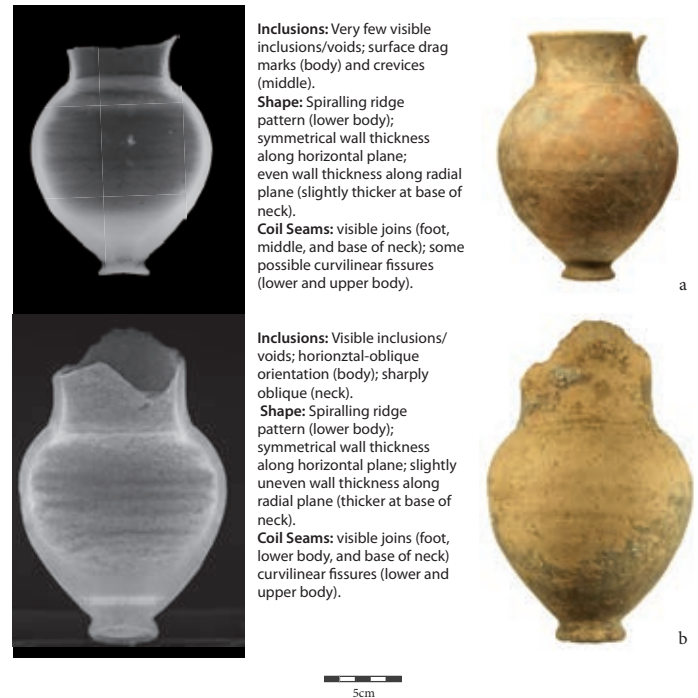 Inclusions: Very few visible
inclusions/voids; surface drag
marks (body) and crevices
(middle).
Shape: Spiralling ridge
pattern (lower body);
symmetrical wall thickness
along horizontal plane;
even wall thickness along radial
plane (slightly thicker at base of
neck).
Coil Seams: visible joins (foot,
middle, and base of neck); some
possible curvilinear fissures
(lower and upper body).
a
Inclusions: Visible inclusions/
voids; horionztal-oblique
orientation (body); sharply
oblique (neck).
Shape: Spiralling ridge
pattern (lower body);
symmetrical wall thickness
along horizontal plane; slightly
uneven wall thickness along
radial plane (thicker at base of
neck).
Coil Seams: visible joins (foot,
lower body, and base of neck)
curvilinear fissures (lower and
upper body).
b
5cm